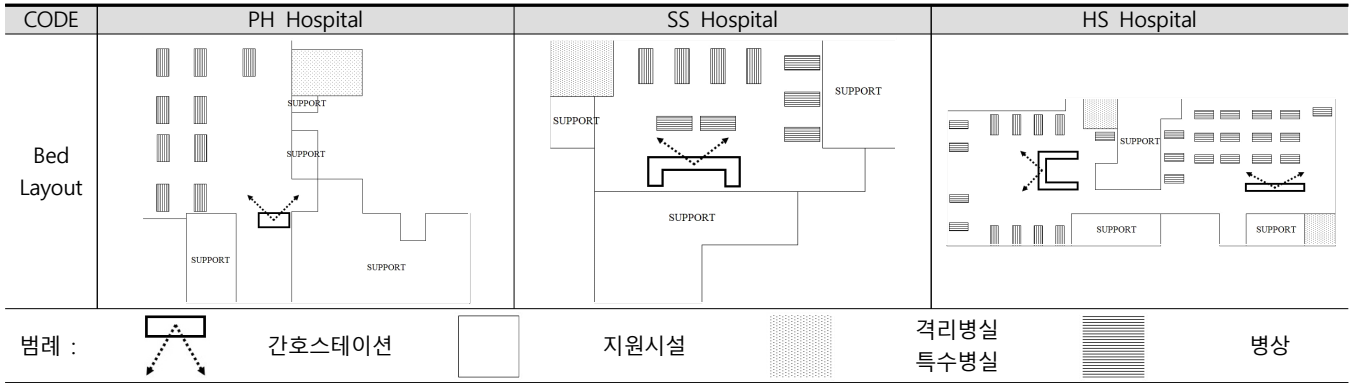 CODE PH Hospital SS Hospital HS Hospital
Bed
Layout
SUPPORT
SUPPORT
SUPPORT
SUPPORT
SUPPORT
SUPPORT
SUPPORT
SUPPORT
SUPPORT
SUPPORT
범례 : 간호스테이션 지원시설 격리병실 병상
특수병실